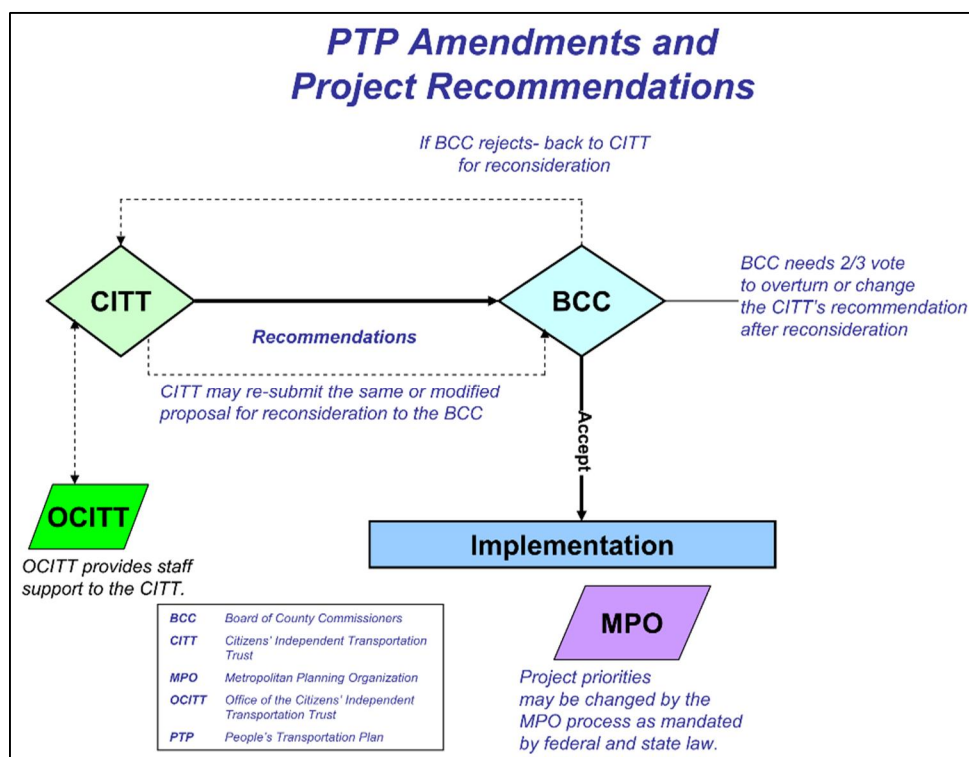 PTP Amendments and
Project Recommendations
If BCC rejects- back to CITT
for reconsideration
CITT
BCC
BCC needs 2/3 vote
to overturn or change
the CITT's recommendation
after reconsideration
Recommendations
CITT may re-submit the same or modified
proposal for reconsideration to the BCC
Accept
OCITT
OCITT provides staff
support to the CITT.
Implementation
MPO
Project priorities
may be changed by the
MPO process as mandated
by federal and state law.
BCC Board of County Commissioners
CITT Citizens' Independent Transportation
Trust
MPO Metropolitan Planning Organization
OCITT Office of the Citizens' Independent
Transportation Trust
PTP People's Transportation Plan